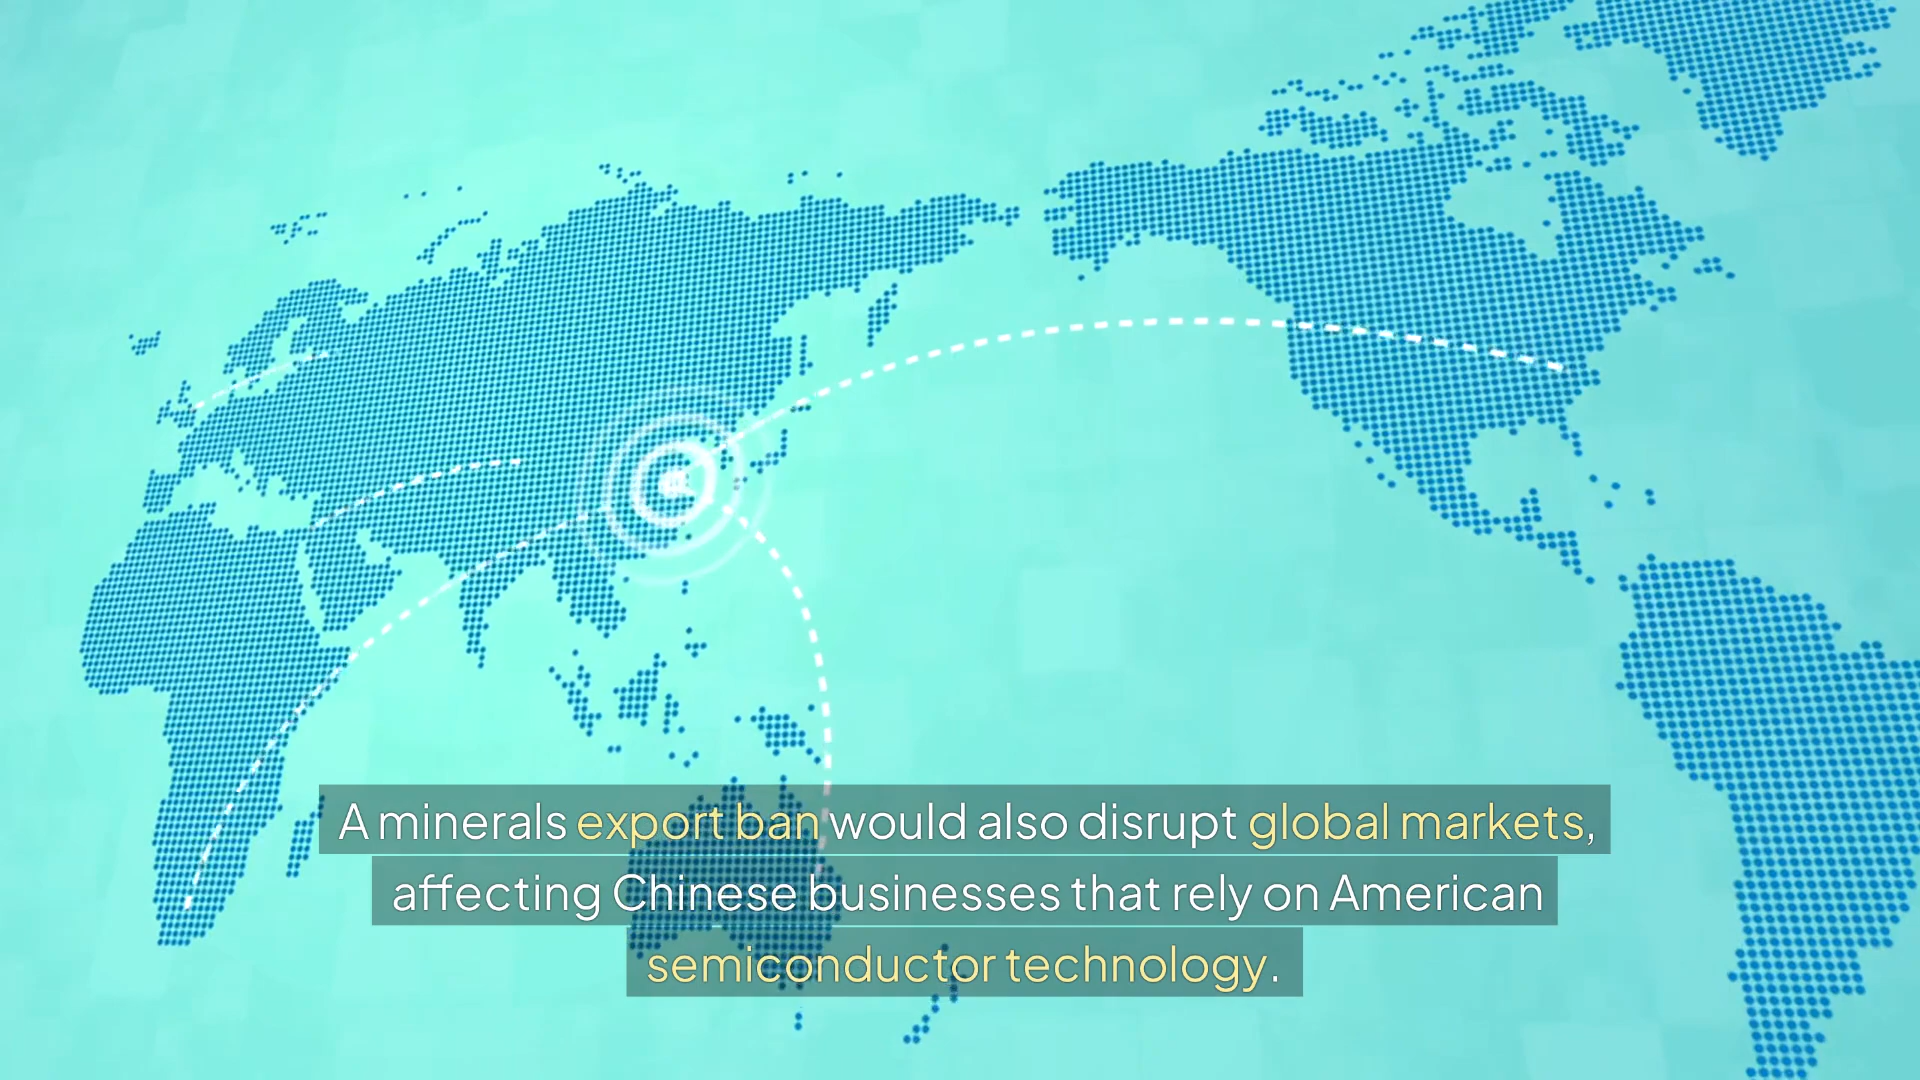 A minerals export ban would also disrupt global markets,
affecting Chinese businesses that rely on American
semiconductor technology.